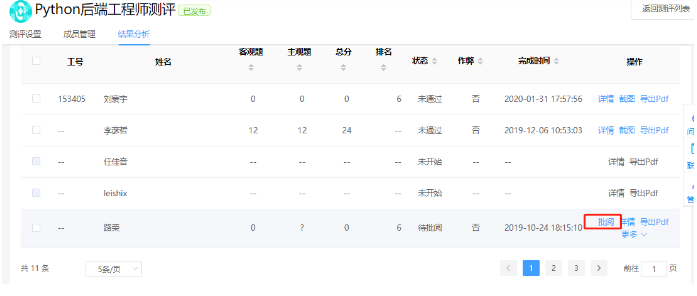 Python后端工程师测评 已发布 返回测评列表
测评设置 成员管理 结果分析
工号 姓名 客观题 主观题 总分 排名 状态 作弊 完成时间 操作
153405 刘寰宇 0 0 0 6 未通过 否 2020-01-31 17:57:56 详情 截图 导出Pdf
-- 李彦哲 12 12 24 -- 未通过 否 2019-12-06 10:53:03 详情 截图 导出Pdf
-- 任佳音 -- -- -- -- 未开始 -- -- 详情 导出Pdf
-- leishix -- -- -- -- 未开始 -- -- 详情 导出Pdf
-- 路荣 0 ? 0 6 待批阅 否 2019-10-24 18:15:10 批阅 详情 导出Pdf
更多
共 11 条 5条/页 1 2 3 前往 1 页